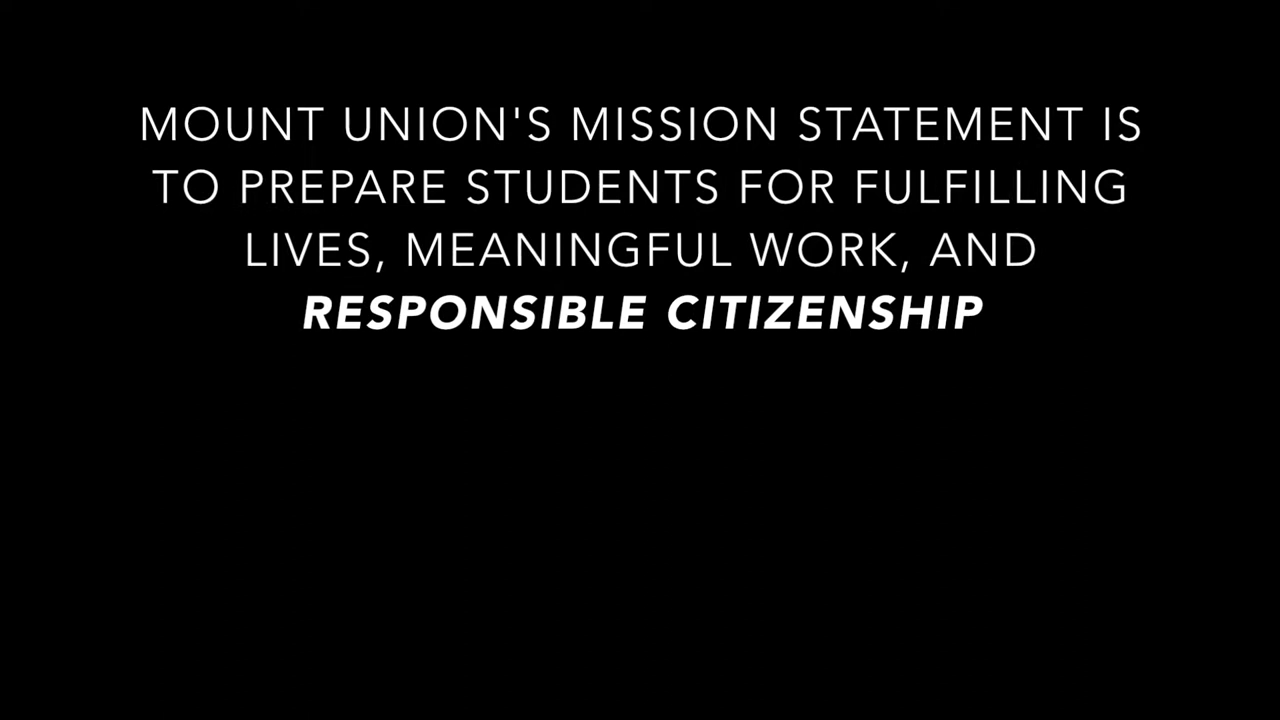 MOUNT UNION'S MISSION STATEMENT IS
TO PREPARE STUDENTS FOR FULFILLING
LIVES, MEANINGFUL WORK, AND
RESPONSIBLE CITIZENSHIP